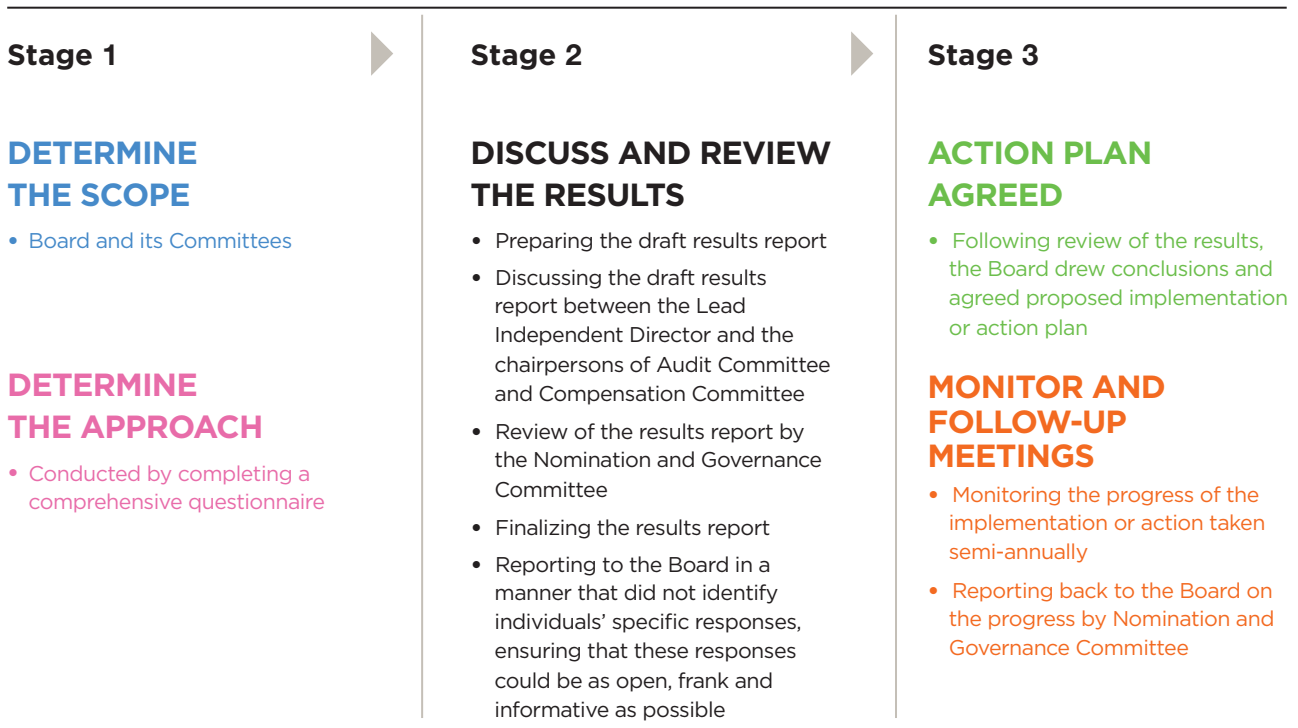 Stage 1
DETERMINE
THE SCOPE
• Board and its Committees
DETERMINE
THE APPROACH
• Conducted by completing a
comprehensive questionnaire
Stage 2
DISCUSS AND REVIEW
THE RESULTS
• Preparing the draft results report
• Discussing the draft results
report between the Lead
Independent Director and the
chairpersons of Audit Committee
and Compensation Committee
• Review of the results report by
the Nomination and Governance
Committee
• Finalizing the results report
• Reporting to the Board in a
manner that did not identify
individuals’ specific responses,
ensuring that these responses
could be as open, frank and
informative as possible
Stage 3
ACTION PLAN
AGREED
• Following review of the results,
the Board drew conclusions and
agreed proposed implementation
or action plan
MONITOR AND
FOLLOW-UP
MEETINGS
• Monitoring the progress of the
implementation or action taken
semi-annually
• Reporting back to the Board on
the progress by Nomination and
Governance Committee